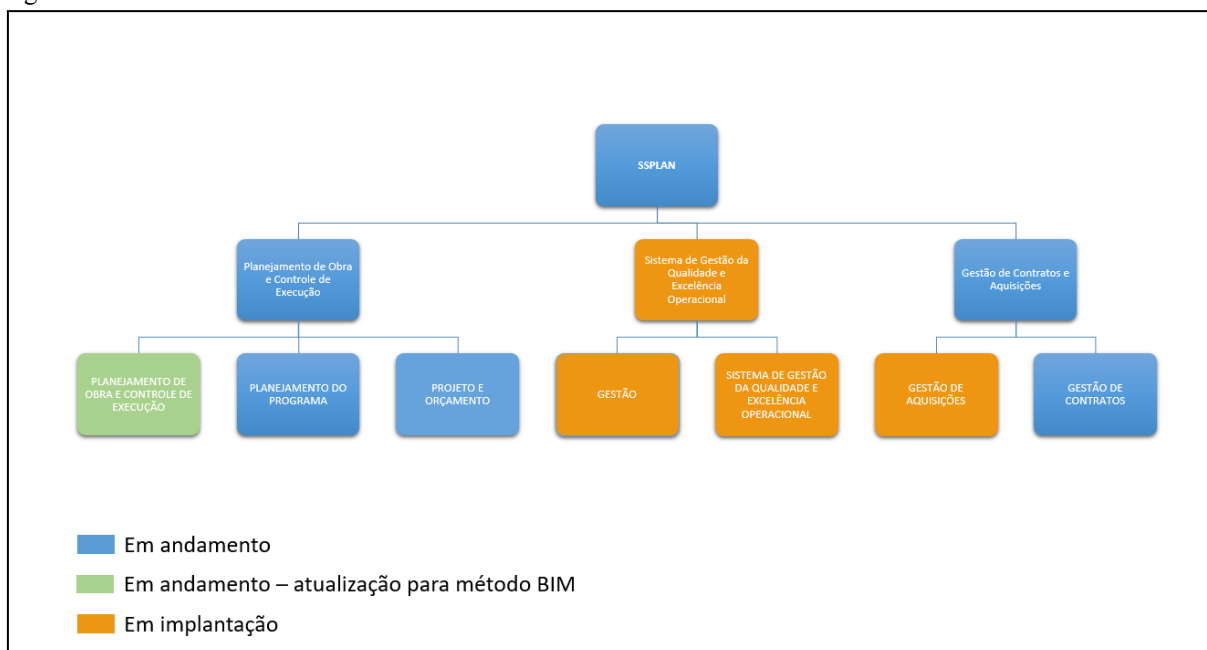 SSPLAN
Planejamento de Obra
e Controle de
Execução
Sistema de Gestão da
Qualidade e
Excelência
Operacional
Gestão de Contratos e
Aquisições
PLANEJAMENTO DE
OBRA E CONTROLE DE
EXECUÇÃO
PLANEJAMENTO DO
PROGRAMA
PROJETO E
ORÇAMENTO
GESTÃO
SISTEMA DE GESTÃO
DA QUALIDADE E
EXCELÊNCIA
OPERACIONAL
GESTÃO DE
AQUISIÇÕES
GESTÃO DE
CONTRATOS
Em andamento
Em andamento – atualização para método BIM
Em implantação